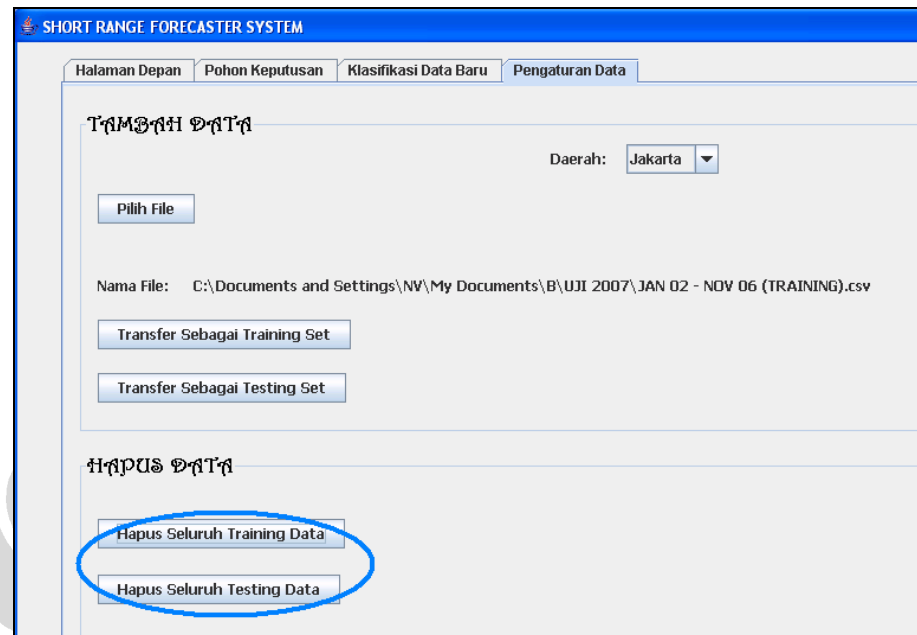 SHORT RANGE FORECASTER SYSTEM
Halaman Depan Pohon Keputusan Klasifikasi Data Baru Pengaturan Data
TAMBAH DATA
Daerah: Jakarta
Pilih File
Nama File: C:\Documents and Settings\NV\My Documents\B\UJI 2007\JAN 02 - NOV 06 (TRAINING).csv
Transfer Sebagai Training Set
Transfer Sebagai Testing Set
HAPUS DATA
Hapus Seluruh Training Data
Hapus Seluruh Testing Data